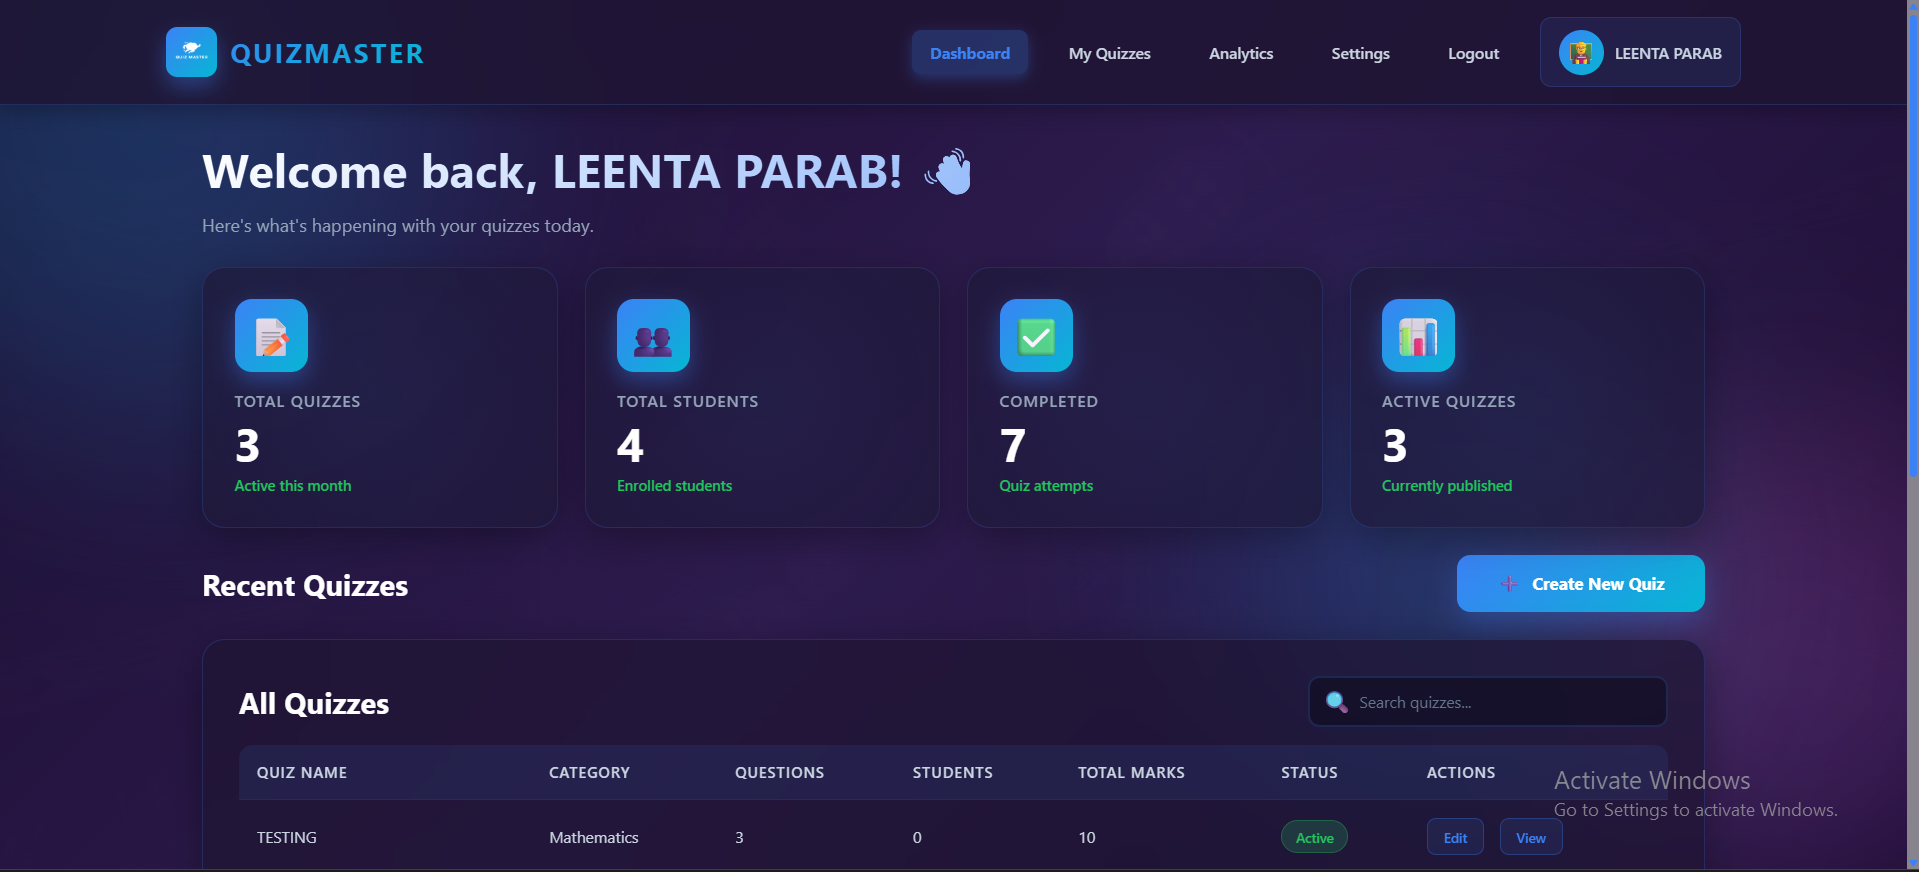 QUIZ MASTER
QUIZMASTER
Dashboard
My Quizzes
Analytics
Settings
Logout
LEENTA PARAB
Welcome back, LEENTA PARAB!
Here's what's happening with your quizzes today.
TOTAL QUIZZES
3
Active this month
TOTAL STUDENTS
4
Enrolled students
COMPLETED
7
Quiz attempts
ACTIVE QUIZZES
3
Currently published
Recent Quizzes
Create New Quiz
All Quizzes
Search quizzes...
QUIZ NAME CATEGORY QUESTIONS STUDENTS TOTAL MARKS STATUS ACTIONS
TESTING Mathematics 3 0 10 Active Edit View
Activate Windows
Go to Settings to activate Windows.